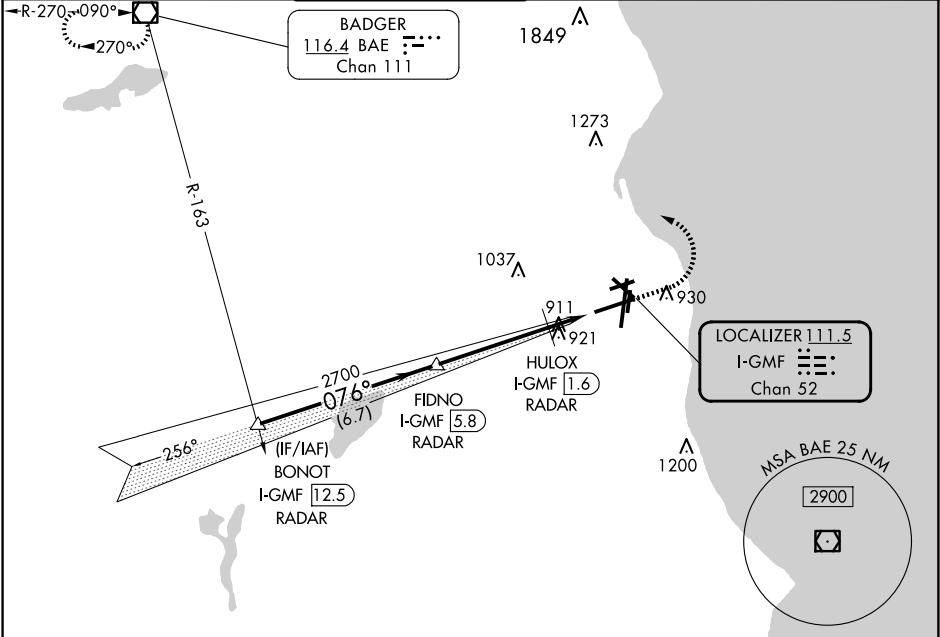 R-270
090°
270°
BADGER
116.4 BAE
Chan 111
1849
1273
R-163
1037
911
921
930
LOCALIZER 111.5
I-GMF
Chan 52
HULOX
I-GMF 1.6
RADAR
2700
076°
(6.7)
FIDNO
I-GMF 5.8
RADAR
256°
(IF/IAF)
BONOT
I-GMF 12.5
RADAR
1200
MSA BAE 25 NM
2900